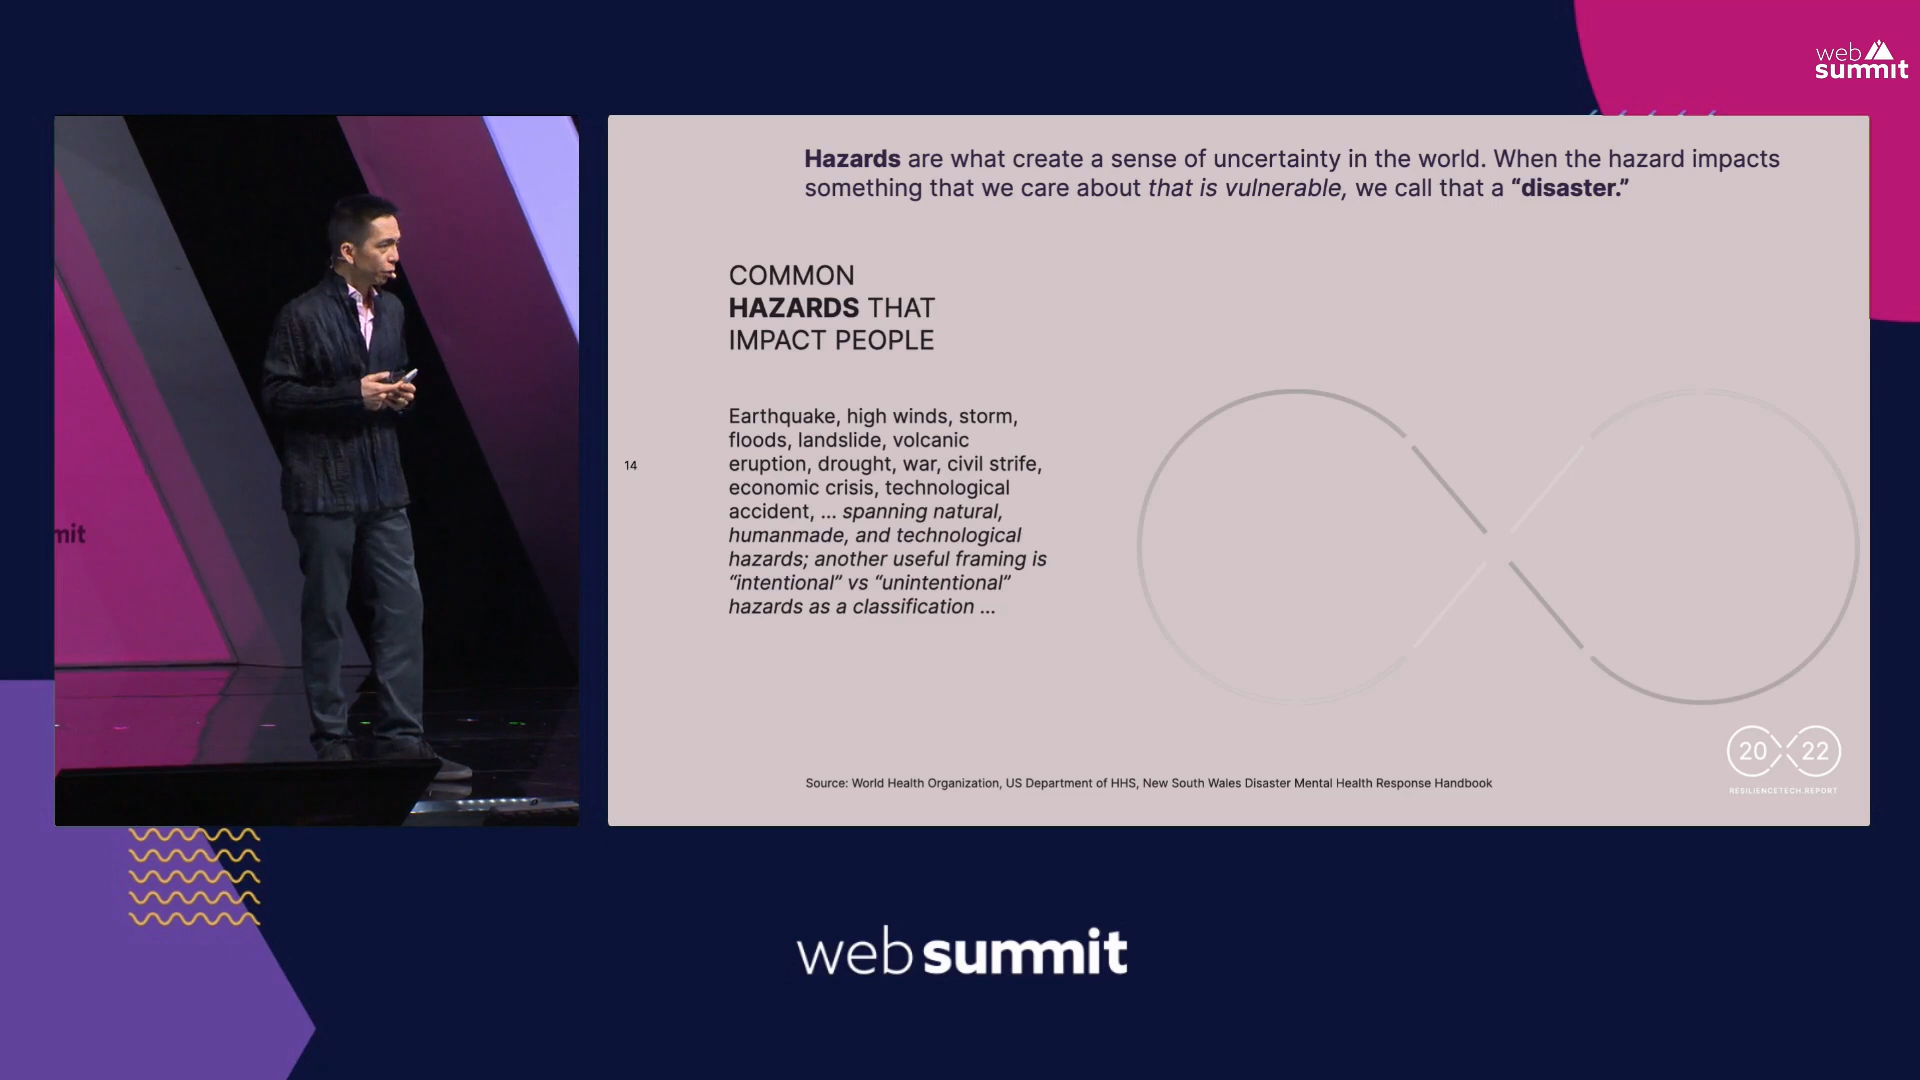 web
summit
Hazards are what create a sense of uncertainty in the world. When the hazard impacts
something that we care about that is vulnerable, we call that a “disaster.”
COMMON
HAZARDS THAT
IMPACT PEOPLE
Earthquake, high winds, storm,
floods, landslide, volcanic
eruption, drought, war, civil strife,
economic crisis, technological
accident, ... spanning natural,
humanmade, and technological
hazards; another useful framing is
“intentional” vs “unintentional”
hazards as a classification ...
14
mit
20 22
RESILIENCETECH.REPORT
Source: World Health Organization, US Department of HHS, New South Wales Disaster Mental Health Response Handbook
web summit